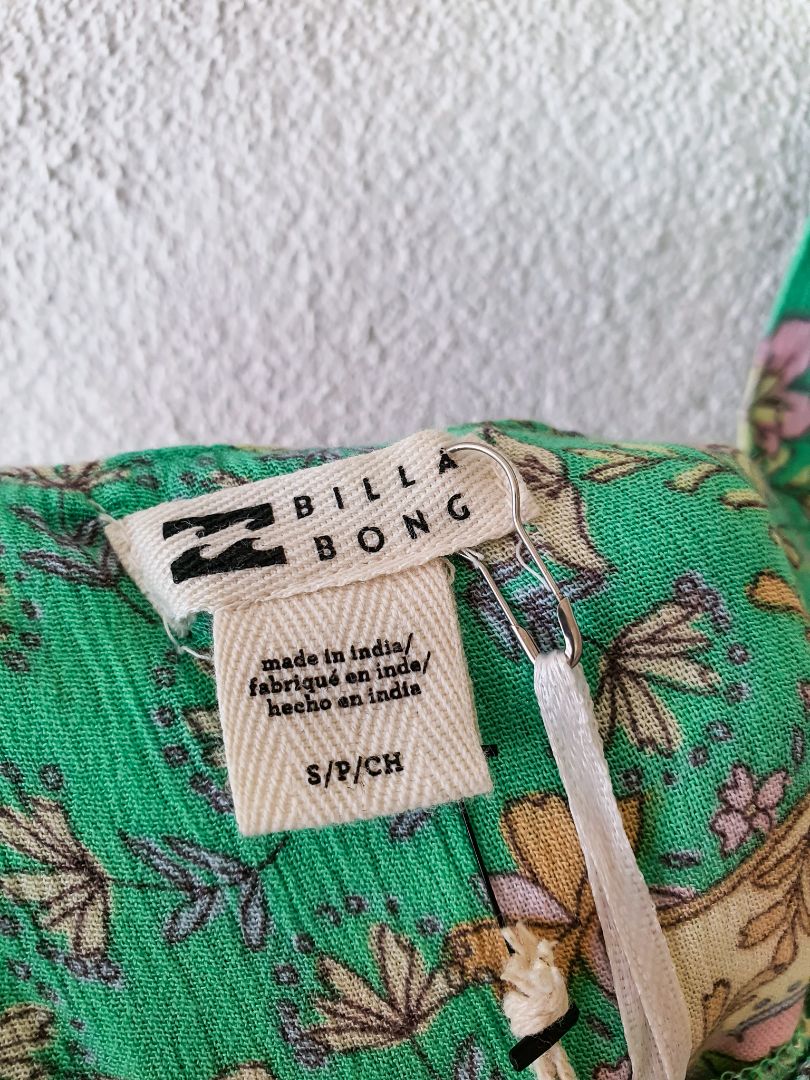 BILLA
BONG
made in india/
fabriqué en inde/
hecho en india
S/P/CH